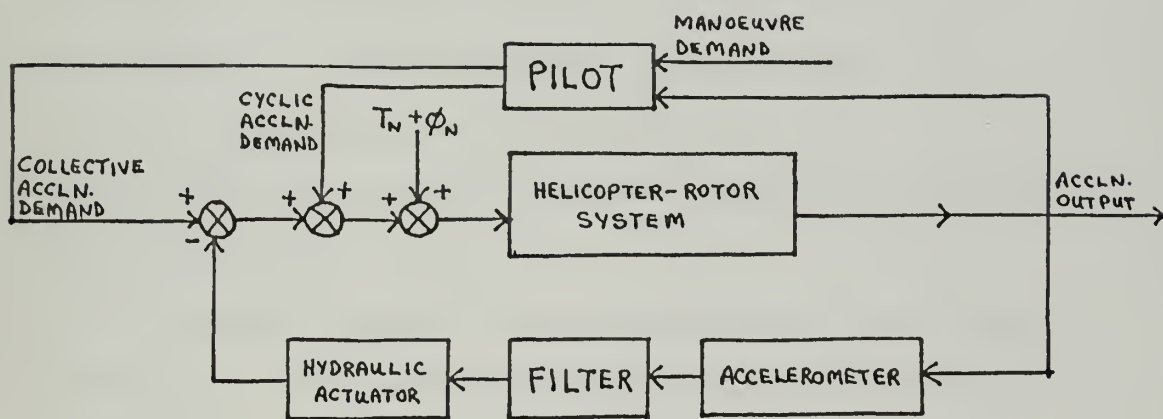 MANOEUVRE
DEMAND
PILOT
CYCLIC
ACCLN.
DEMAND
T_N + Φ_N
COLLECTIVE
ACCLN.
DEMAND
+
-
+
+
+
+
HELICOPTER-ROTOR
SYSTEM
ACCLN.
OUTPUT
HYDRAULIC
ACTUATOR
FILTER
ACCELEROMETER